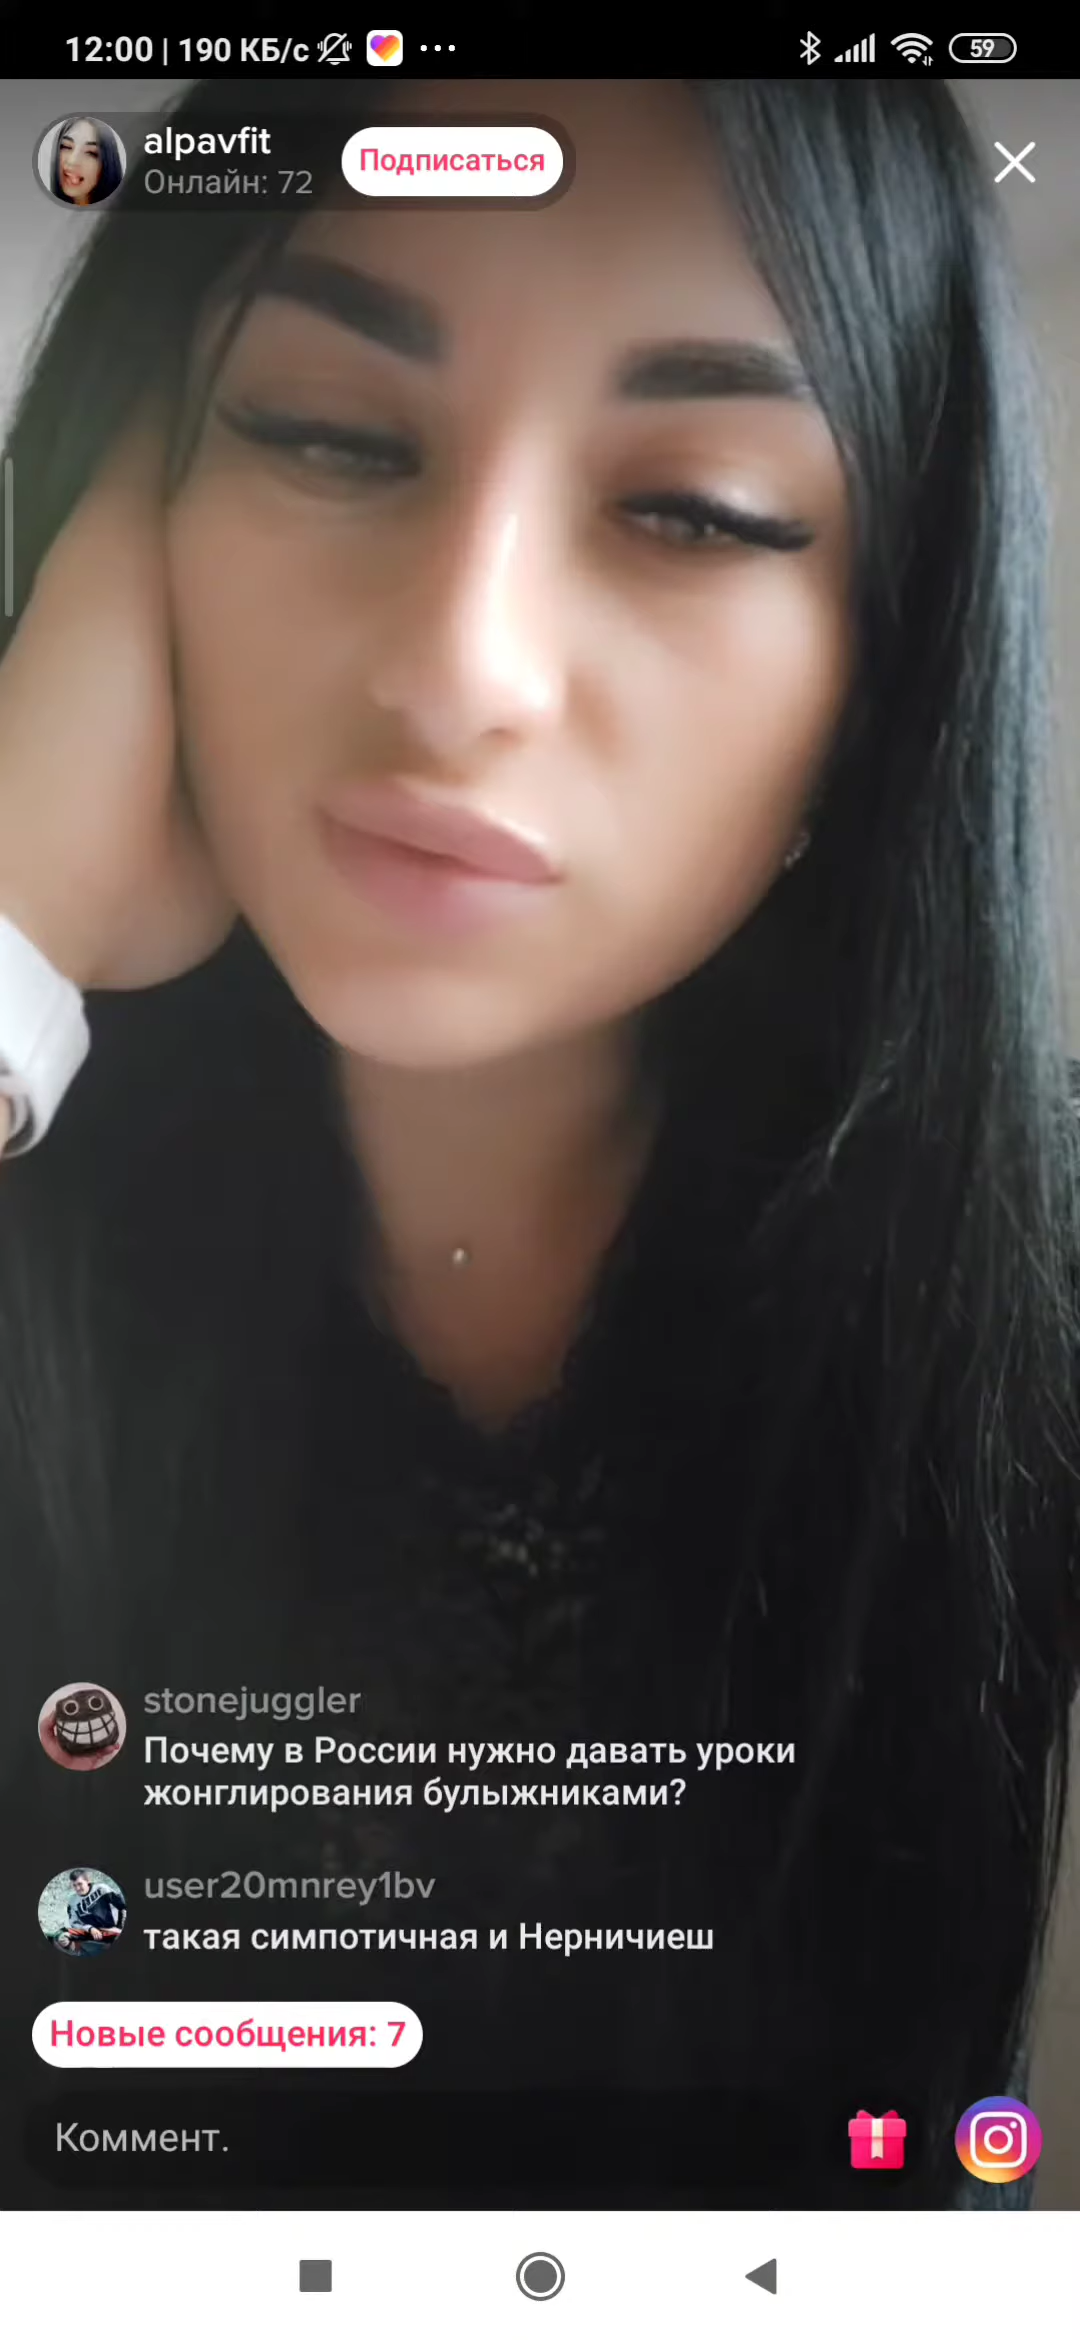 12:00 | 190 КБ/с
59
alpavfit
Онлайн: 72
Подписаться
stonejuggler
Почему в России нужно давать уроки
жонглирования булыжниками?
user20mnrey1bv
такая симпотичная и Нерничиеш
Новые сообщения: 7
Коммент.